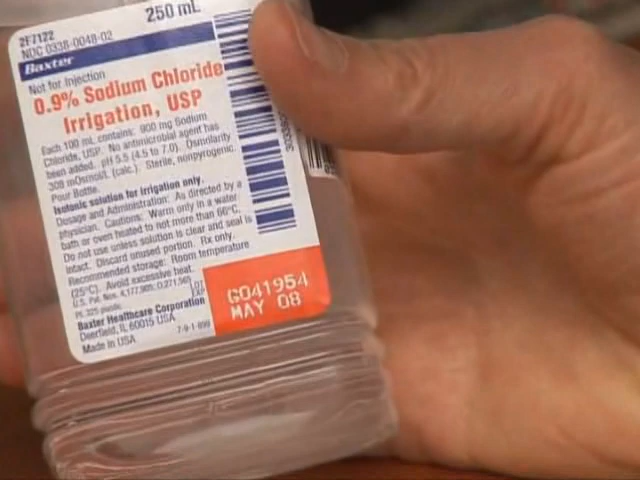 250 mL
2F7122
NDC 0338-0048-02
Baxter
Not for Injection
0.9% Sodium Chloride
Irrigation, USP
Each 100 mL contains: 900 mg Sodium
Chloride, USP. No antimicrobial agent has
been added. pH 5.5 (4.5 to 7.0). Osmolarity
308 mOsmol/L (calc.). Sterile, nonpyrogenic.
Pour Bottle.
Isotonic solution for irrigation only.
Dosage and Administration: As directed by a
physician. Cautions: Warm only in a water
bath or oven heated to not more than 66°C.
Do not use unless solution is clear and seal is
intact. Discard unused portion. Rx only.
Recommended storage: Room temperature
(25°C). Avoid excessive heat.
U.S. Pat. Nos.
LOT
EXP
G041954
MAY 08
Baxter Healthcare Corporation
Deerfield, IL 60015 USA
Made in USA